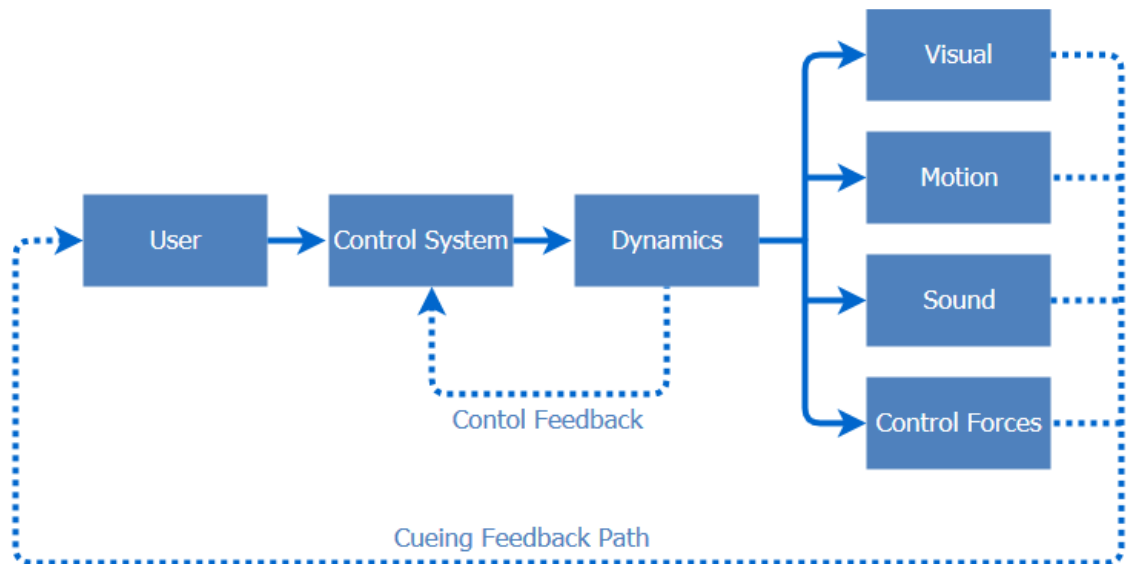 Visual
Motion
User
Control System
Dynamics
Sound
Contol Feedback
Control Forces
Cueing Feedback Path